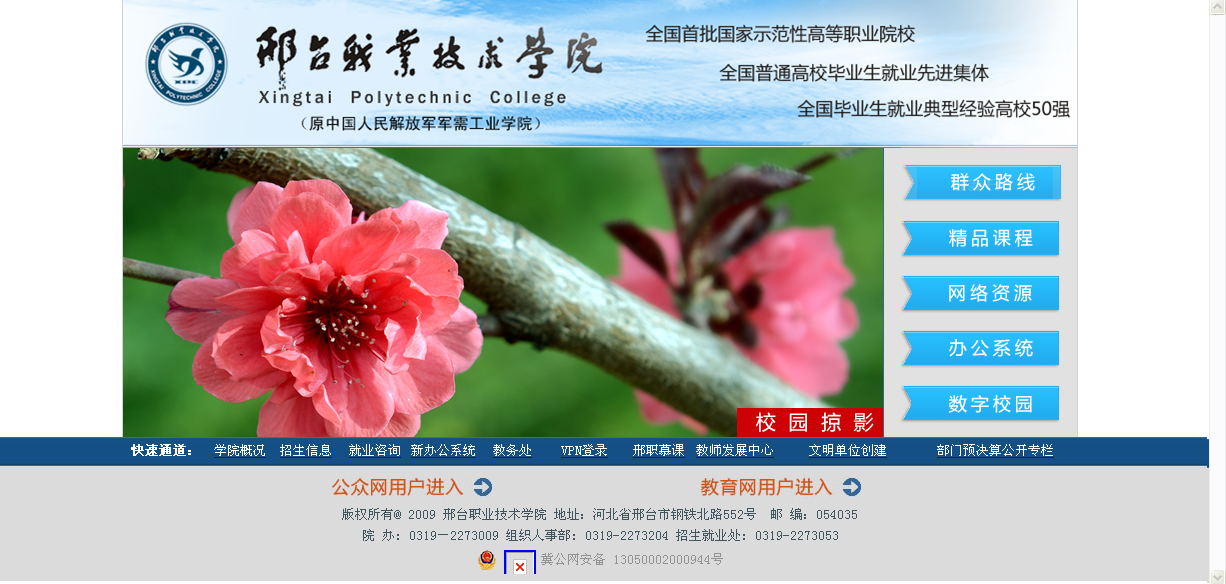 邢台职业技术学院
Xingtai Polytechnic College
（原中国人民解放军军需工业学院）
全国首批国家示范性高等职业院校
全国普通高校毕业生就业先进集体
全国毕业生就业典型经验高校50强
群众路线
精品课程
网络资源
办公系统
数字校园
校园掠影
快速通道： 学院概况 招生信息 就业咨询 新办公系统 教务处 VPN登录 邢职慕课 教师发展中心 文明单位创建 部门预决算公开专栏
公众网用户进入 教育网用户进入
版权所有@ 2009 邢台职业技术学院 地址：河北省邢台市钢铁北路552号 邮 编：054035
院 办：0319－2273009 组织人事部：0319-2273204 招生就业处：0319-2273053
冀公网安备 13050002000944号